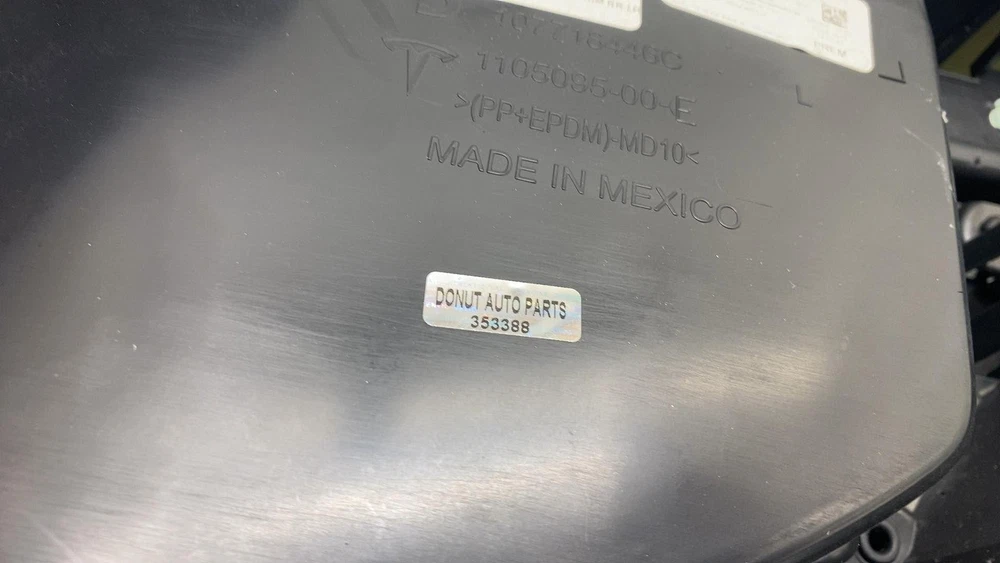 1105095-00-E
>(PP+EPDM)-MD10<
MADE IN MEXICO
L
L
DONUT AUTO PARTS
353388